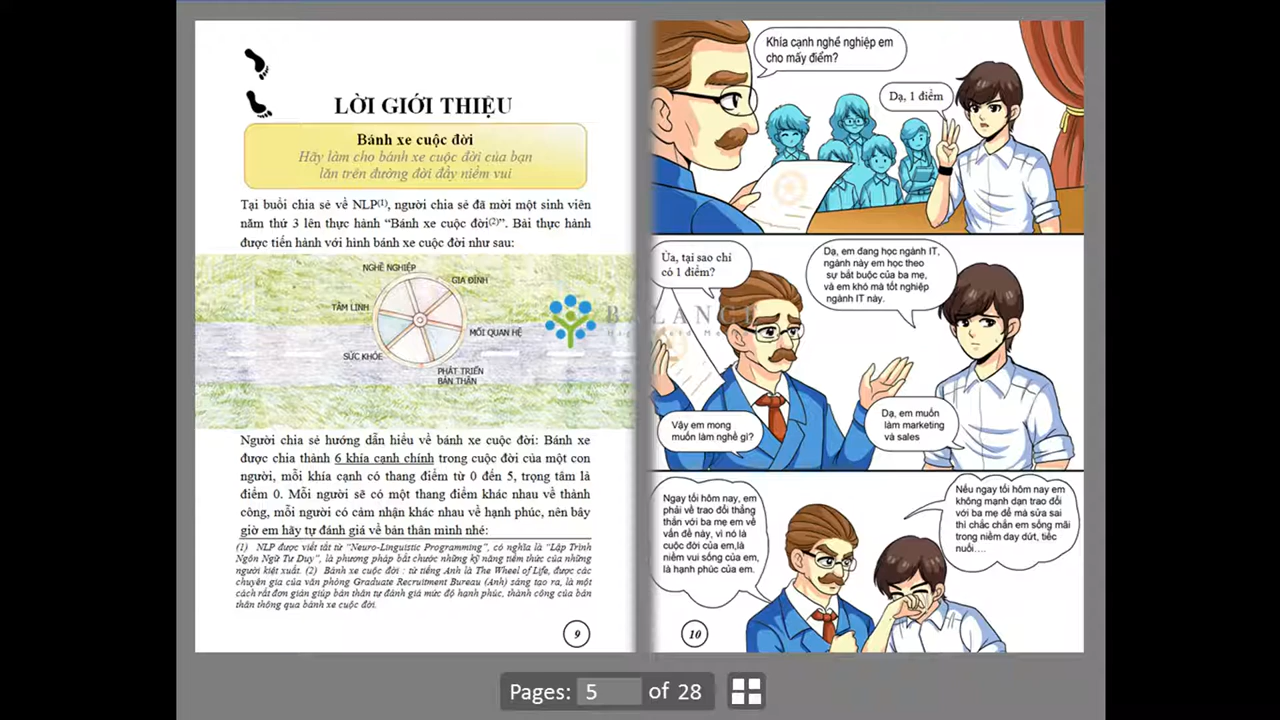 LỜI GIỚI THIỆU
Bánh xe cuộc đời
Hãy làm cho bánh xe cuộc đời của bạn
lăn trên đường đời đầy niềm vui
Tại buổi chia sẻ về NLP(1), người chia sẻ đã mời một sinh viên
năm thứ 3 lên thực hành “Bánh xe cuộc đời(2)”. Bài thực hành
được tiến hành với hình bánh xe cuộc đời như sau:
NGHỀ NGHIỆP
GIA ĐÌNH
TÂM LINH
MỐI QUAN HỆ
SỨC KHỎE
PHÁT TRIỂN
BẢN THÂN
Người chia sẻ hướng dẫn hiểu về bánh xe cuộc đời: Bánh xe
được chia thành 6 khía cạnh chính trong cuộc đời của một con
người, mỗi khía cạnh có thang điểm từ 0 đến 5, trọng tâm là
điểm 0. Mỗi người sẽ có một thang điểm khác nhau về thành
công, mỗi người có cảm nhận khác nhau về hạnh phúc, nên bây
giờ em hãy tự đánh giá về bản thân mình nhé:
(1) NLP được viết tắt từ "Neuro-Linguistic Programming", có nghĩa là "Lập Trình
Ngôn Ngữ Tư Duy", là phương pháp bắt chước những kỹ năng tiềm thức của những
người kiệt xuất. (2) Bánh xe cuộc đời : từ tiếng Anh là The Wheel of Life, được các
chuyên gia của văn phòng Graduate Recruitment Bureau (Anh) sáng tạo ra, là một
cách rất đơn giản giúp bản thân tự đánh giá mức độ hạnh phúc, thành công của bản
thân thông qua bánh xe cuộc đời.
9
Khía cạnh nghề nghiệp em
cho mấy điểm?
Dạ, 1 điểm
Ủa, tại sao chỉ
có 1 điểm?
Dạ, em đang học ngành IT,
ngành này em học theo
sự bắt buộc của ba mẹ,
và em khó mà tốt nghiệp
ngành IT này.
BALANCE
Vậy em mong
muốn làm nghề gì?
Dạ, em muốn
làm marketing
và sales
Ngay tối hôm nay, em
phải về trao đổi thẳng
thắn với ba mẹ em về
vấn đề này, vì nó là
cuộc đời của em,là
niềm vui sống của em,
là hạnh phúc của em.
Nếu ngay tối hôm nay em
không mạnh dạn trao đổi
với ba mẹ để mà sửa sai
thì chắc chắn em sống mãi
trong niềm day dứt, tiếc
nuối....
10
Pages: 5 of 28